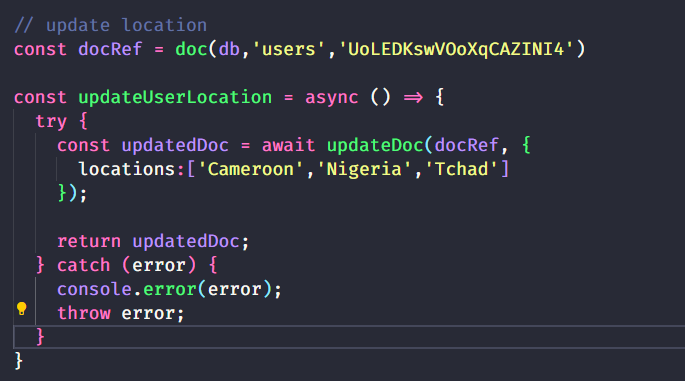 // update location
const docRef = doc(db,'users','UoLEDKswVOoXqCAZINI4')

const updateUserLocation = async () => {
  try {
    const updatedDoc = await updateDoc(docRef, {
      locations:['Cameroon','Nigeria','Tchad']
    });

    return updatedDoc;
  } catch (error) {
    console.error(error);
    throw error;
  }
}